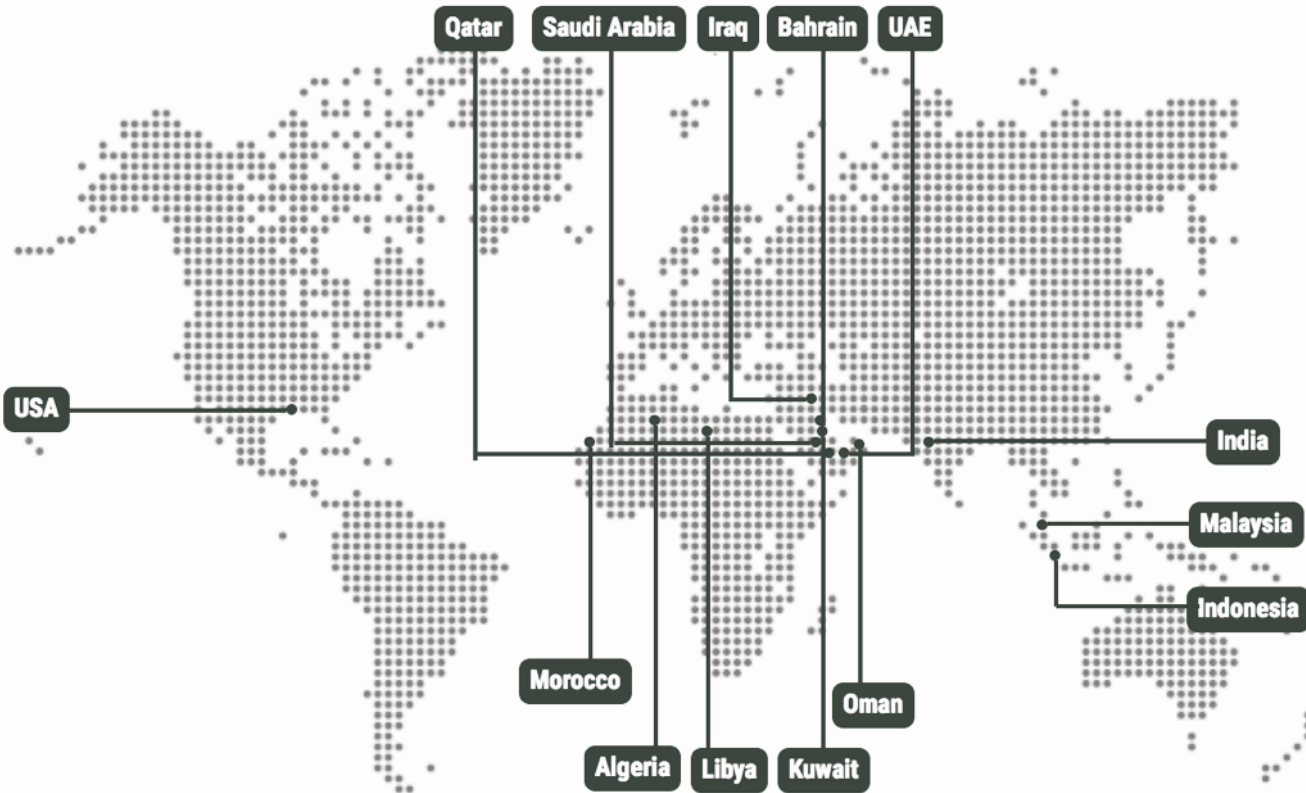 Qatar
Saudi Arabia
Iraq
Bahrain
UAE
USA
India
Malaysia
Indonesia
Morocco
Oman
Algeria
Libya
Kuwait